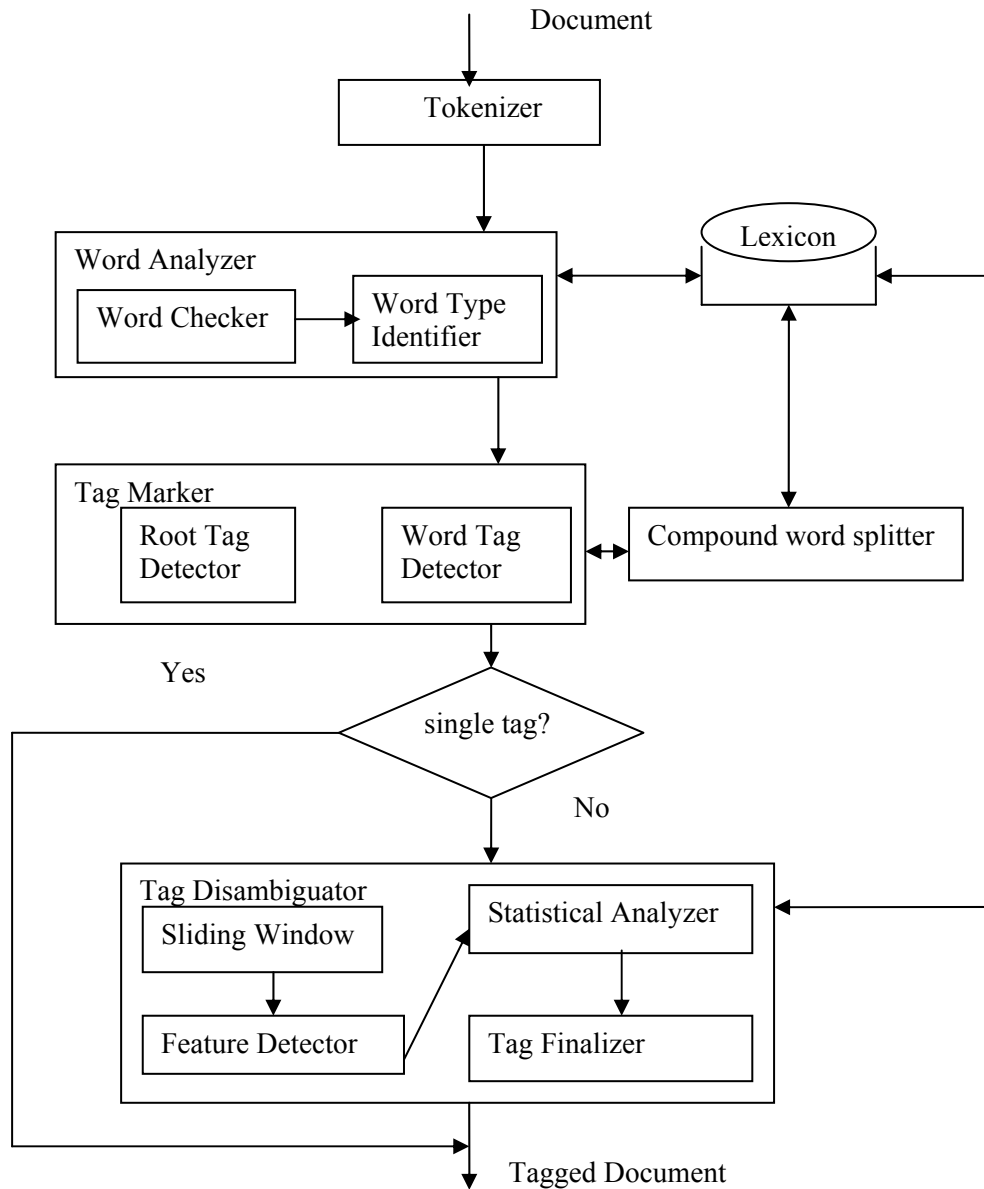 Document
Tokenizer
Lexicon
Word Analyzer
Word Checker
Word Type
Identifier
Tag Marker
Root Tag
Detector
Word Tag
Detector
Compound word splitter
Yes
single tag?
No
Tag Disambiguator
Sliding Window
Statistical Analyzer
Feature Detector
Tag Finalizer
Tagged Document